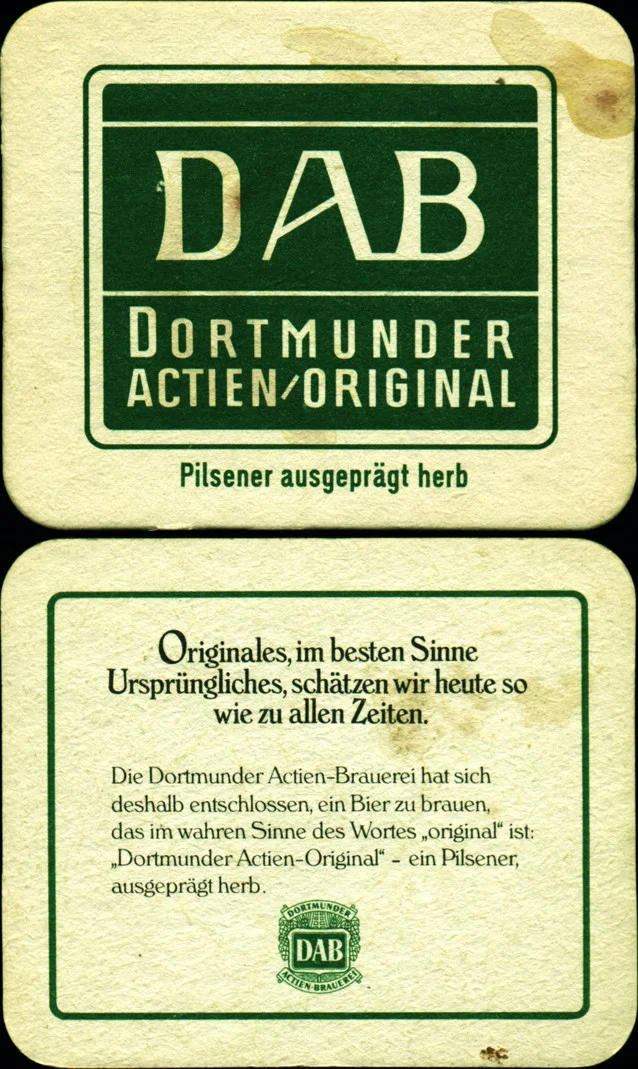 DAB
DORTMUNDER
ACTIEN/ORIGINAL
Pilsener ausgeprägt herb
Originales, im besten Sinne
Ursprüngliches, schätzen wir heute so
wie zu allen Zeiten.
Die Dortmunder Actien-Brauerei hat sich
deshalb entschlossen, ein Bier zu brauen,
das im wahren Sinne des Wortes „original“ ist:
„Dortmunder Actien-Original“ – ein Pilsener,
ausgeprägt herb.
DORTMUNDER
DAB
ACTIEN-BRAUEREI